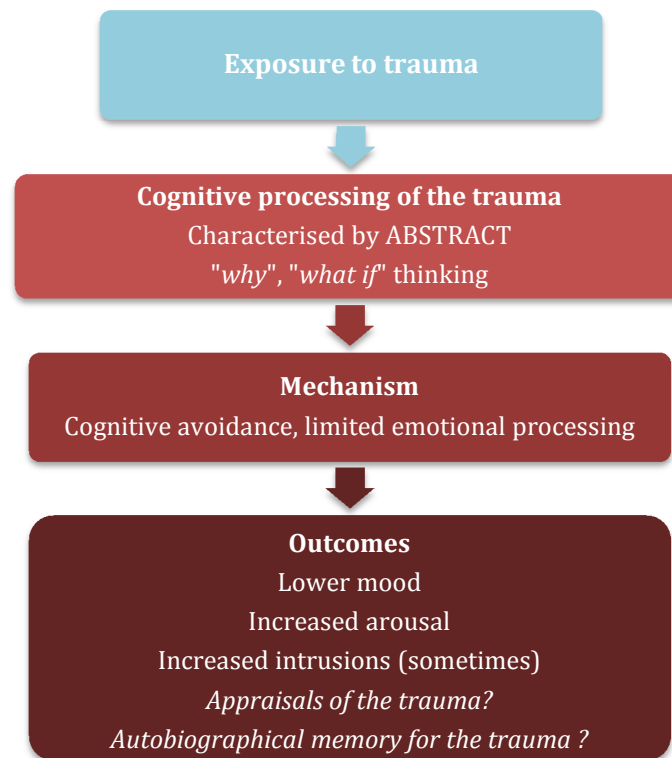 Exposure to trauma
Cognitive processing of the trauma
Characterised by ABSTRACT
"why", "what if" thinking
Mechanism
Cognitive avoidance, limited emotional processing
Outcomes
Lower mood
Increased arousal
Increased intrusions (sometimes)
Appraisals of the trauma?
Autobiographical memory for the trauma ?